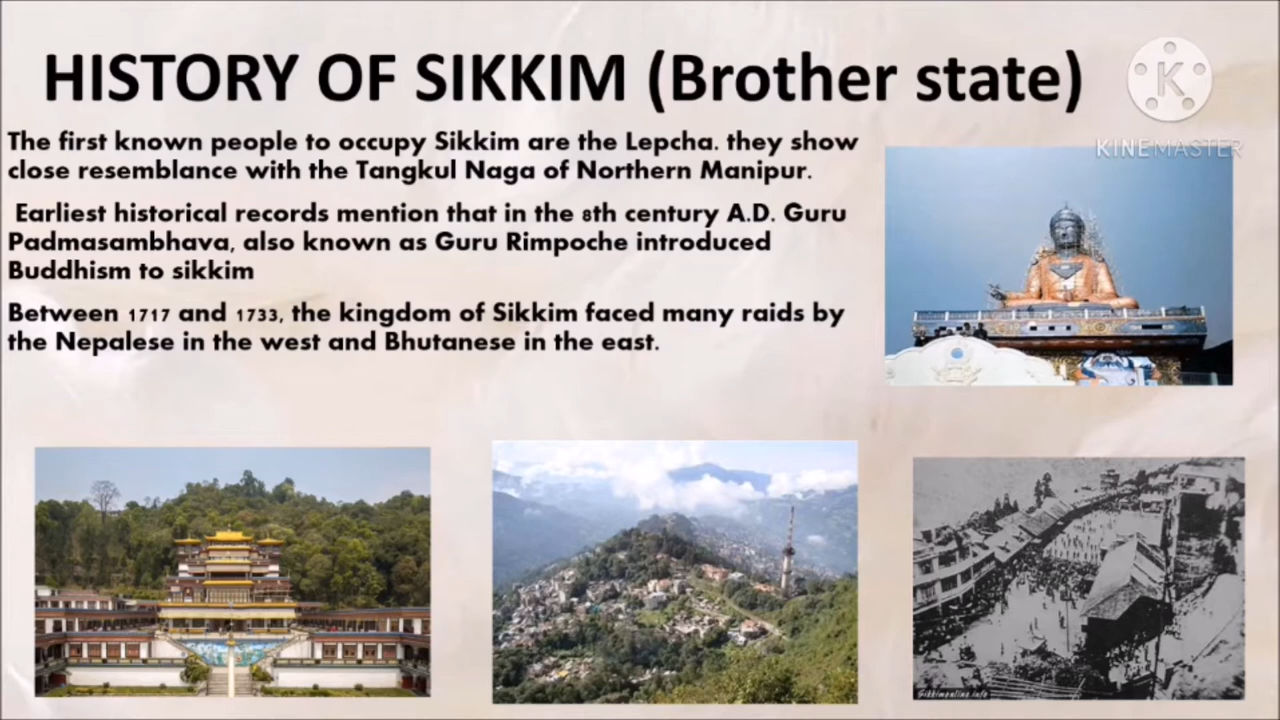 HISTORY OF SIKKIM (Brother state)
K
KINEMASTER
The first known people to occupy Sikkim are the Lepcha. they show
close resemblance with the Tangkul Naga of Northern Manipur.
Earliest historical records mention that in the 8th century A.D. Guru
Padmasambhava, also known as Guru Rimpoche introduced
Buddhism to sikkim
Between 1717 and 1733, the kingdom of Sikkim faced many raids by
the Nepalese in the west and Bhutanese in the east.
Sikkimonline.info